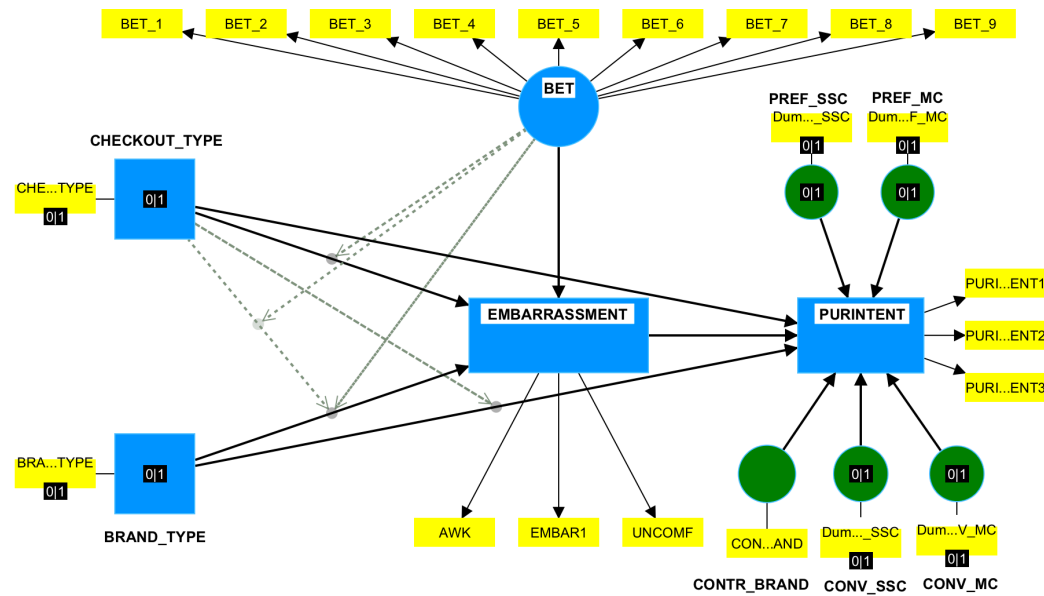 BET_1
BET_2
BET_3
BET_4
BET_5
BET_6
BET_7
BET_8
BET_9
BET
PREF_SSC
PREF_MC
Dum..._SSC
Dum...F_MC
0|1
0|1
CHECKOUT_TYPE
CHE...TYPE
0|1
0|1
0|1
0|1
EMBARRASSMENT
PURINTENT
PURI...ENT1
PURI...ENT2
PURI...ENT3
BRA...TYPE
0|1
0|1
0|1
0|1
BRAND_TYPE
AWK
EMBAR1
UNCOMF
CON...AND
Dum..._SSC
Dum...V_MC
0|1
0|1
CONTR_BRAND
CONV_SSC
CONV_MC